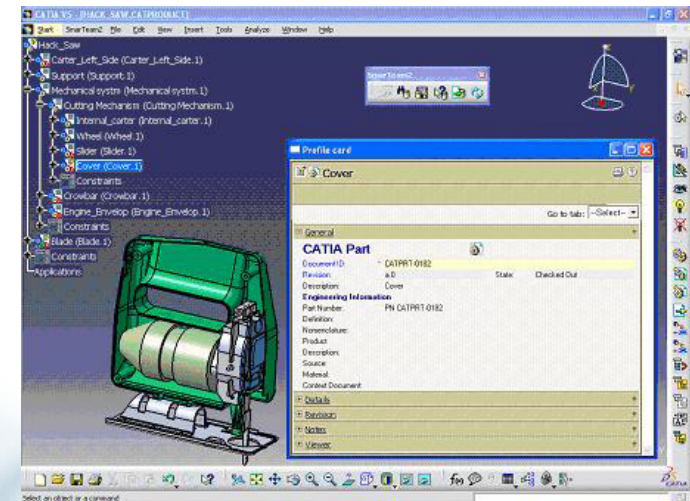 CATIA V5 - [HACK_SAW.CATPRODUCT]
Start SmarTeam2 File Edit View Insert Tools Analyze Window Help
Hack_Saw
Carter_Left_Side (Carter_Left_Side.1)
Support (Support.1)
Mechanical systm (Mechanical systm.1)
Cutting Mechanism (Cutting Mechanism.1)
Internal_carter (Internal_carter.1)
Wheel (Wheel.1)
Slider (Slider.1)
Cover (Cover.1)
Constraints
Crowbar (Crowbar.1)
Engine_Envelop (Engine_Envelop.1)
Constraints
Blade (Blade.1)
Constraints
Applications
SmarTeam2
Profile card
Cover
Go to tab: --Select--
General
CATIA Part
Document ID: * CATPRT-0182
Revision: a.0 State: Checked Out
Description: Cover
Engineering Information
Part Number: PN CATPRT-0182
Definition:
Nomenclature:
Product
Description:
Source
Material:
Context Document
Details
Revision
Notes
Viewer
CATIA
Select an object or a command